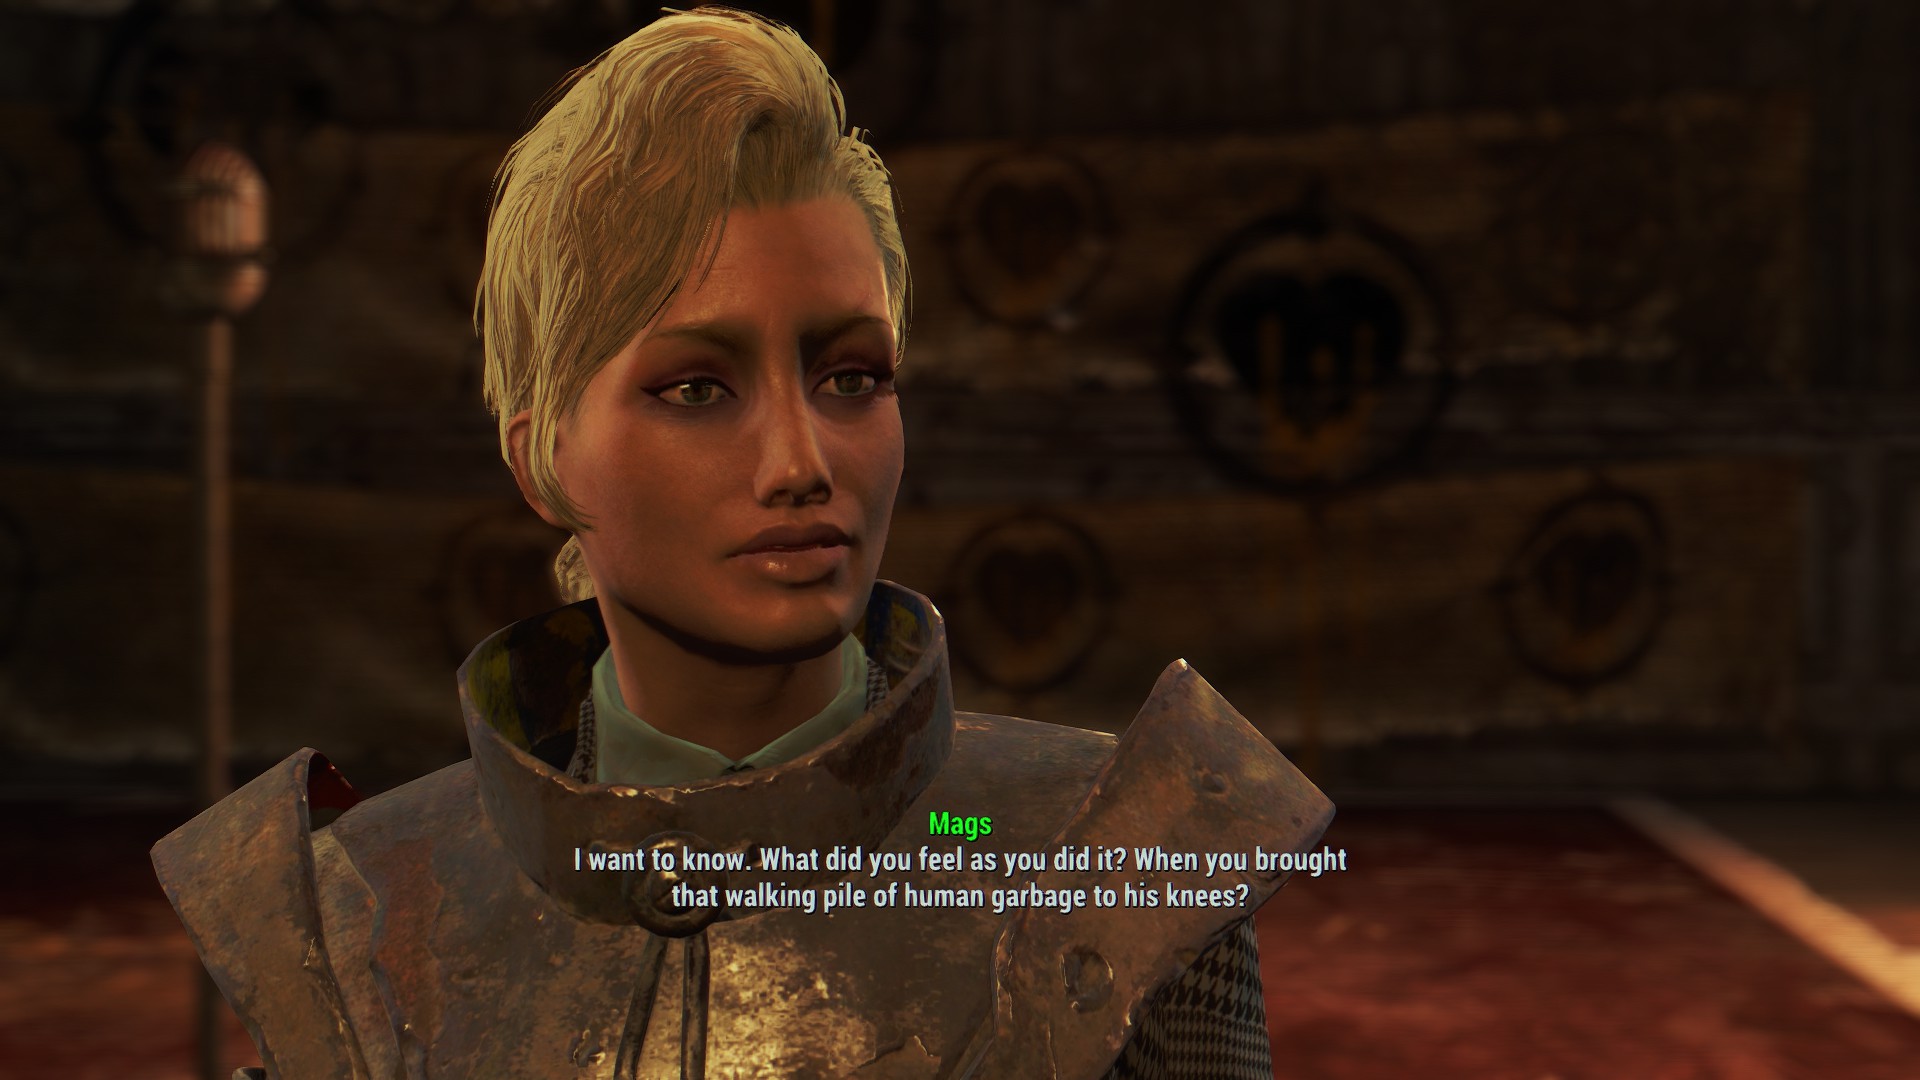 Mags
I want to know. What did you feel as you did it? When you brought
that walking pile of human garbage to his knees?